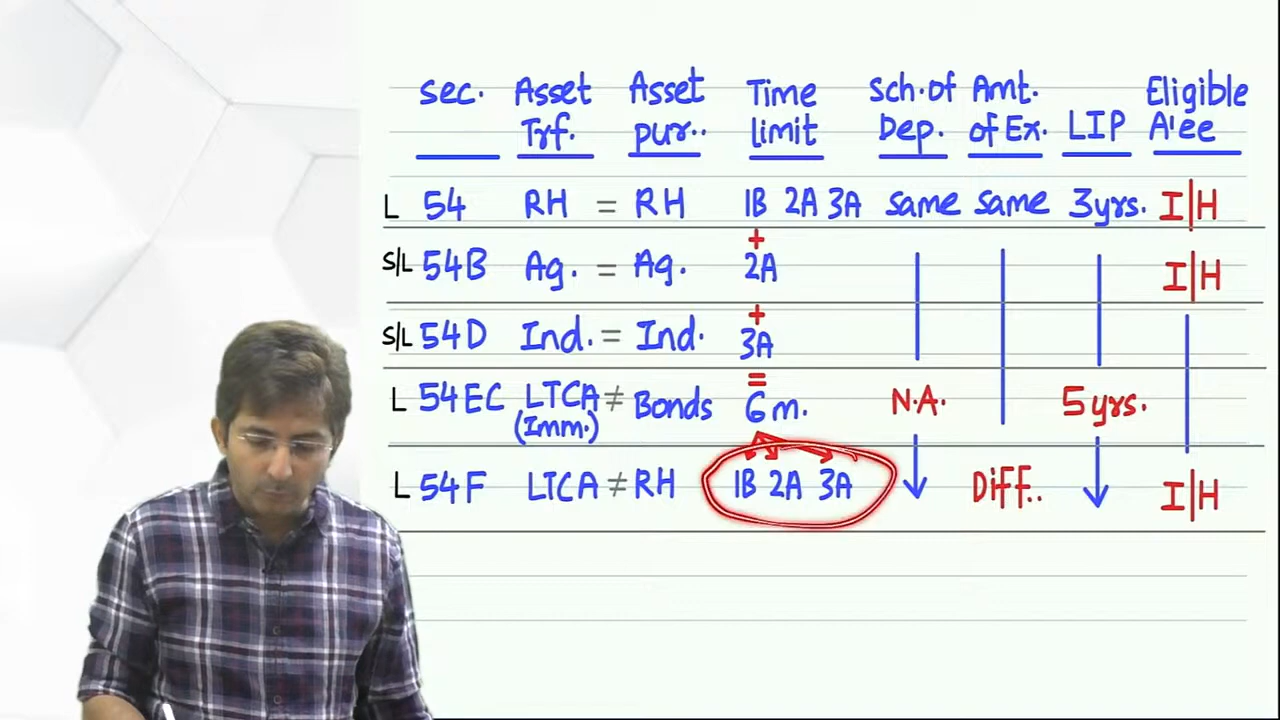 Sec. Asset Trf. Asset pur.. Time limit Sch. of Dep. Amt. of Ex. LIP Eligible A'ee
L 54 RH = RH 1B 2A 3A same same 3yrs. I|H
+
S/L 54B Ag. = Ag. 2A I|H
+
S/L 54D Ind. = Ind. 3A
=
L 54EC LTCA (Imm.) ≠ Bonds 6m. N.A. 5yrs.
L 54F LTCA ≠ RH 1B 2A 3A Diff.. I|H